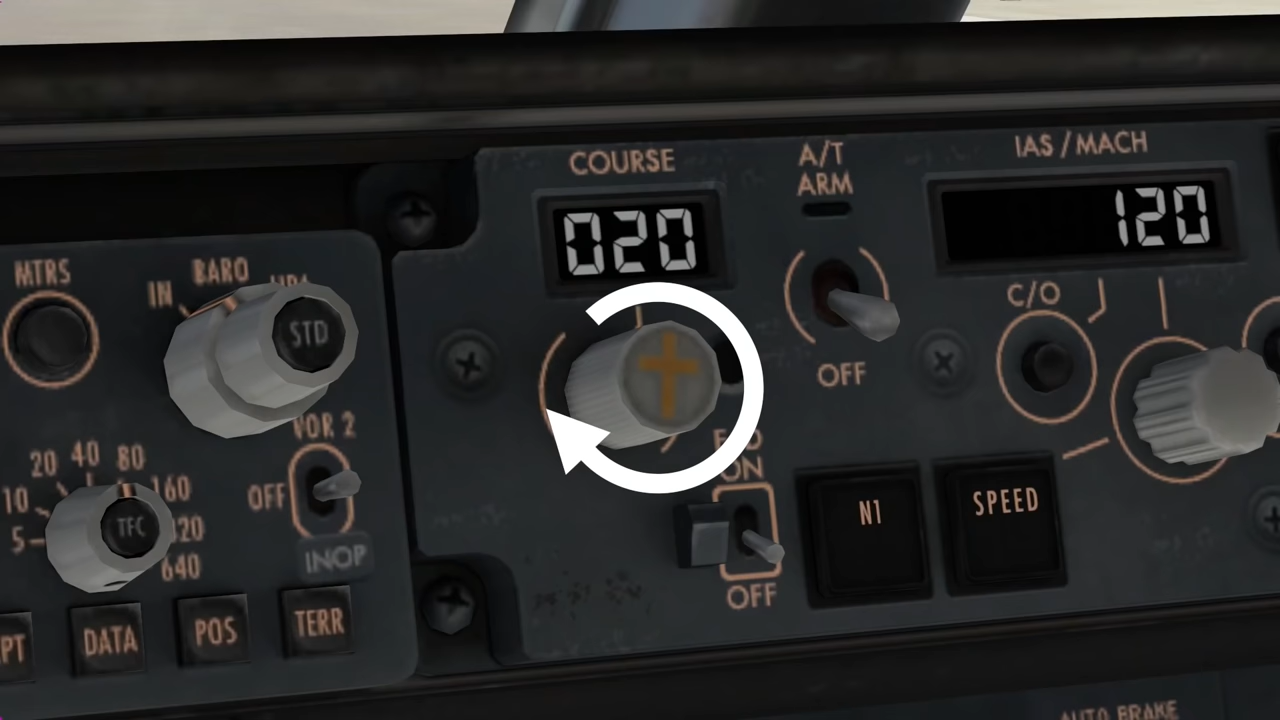 COURSE
A/T
ARM
IAS / MACH
020
120
MTRS
BARO
IN
STD
C/O
OFF
VOR 2
20
40
80
10
160
OFF
ON
5
TFC
640
INOP
N1
SPEED
OFF
DATA
POS
TERR
AUTO BRAKE